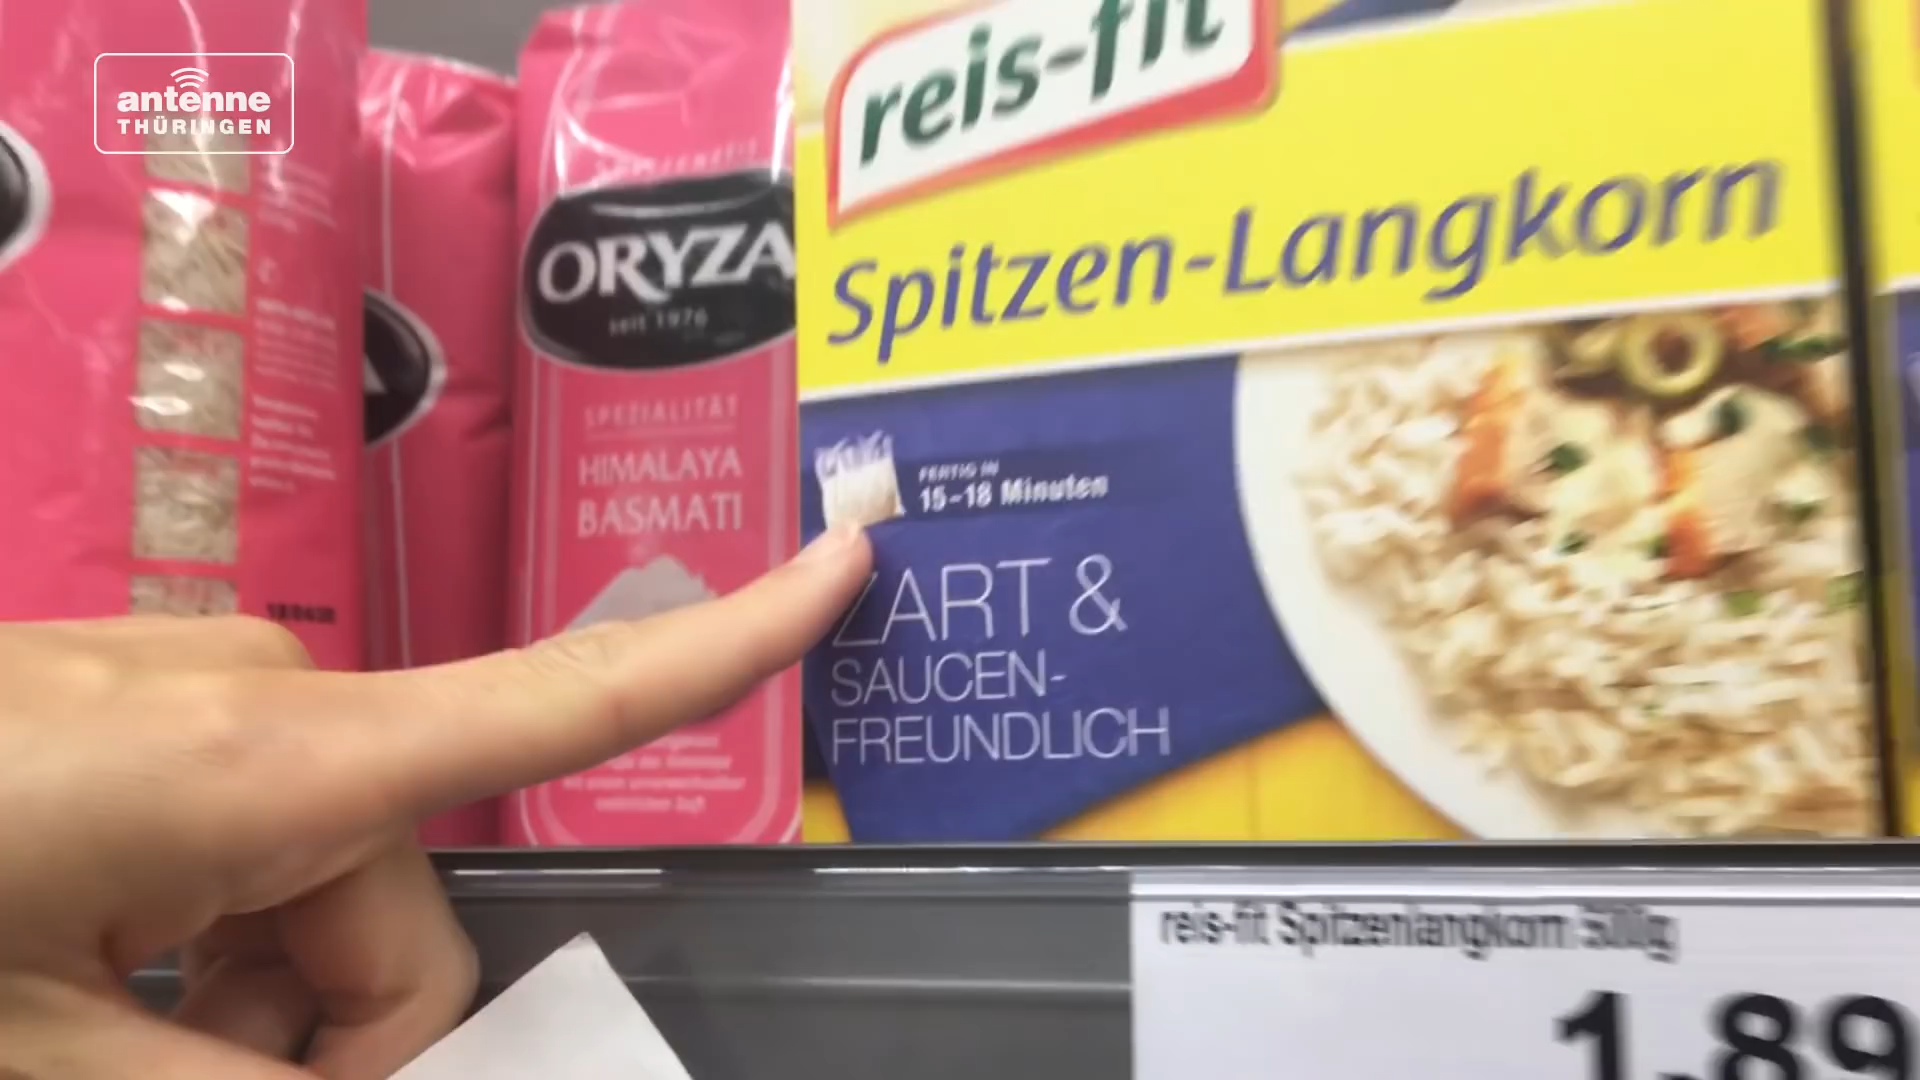 antenne
THÜRINGEN
reis-fit
Spitzen-Langkorn
ORYZA
seit 1976
SPEZIALITÄT
HIMALAYA
BASMATI
FERTIG IN
15-18 Minuten
ZART &
SAUCEN-
FREUNDLICH
reis-fit Spitzenlangkorn 500g
1.89